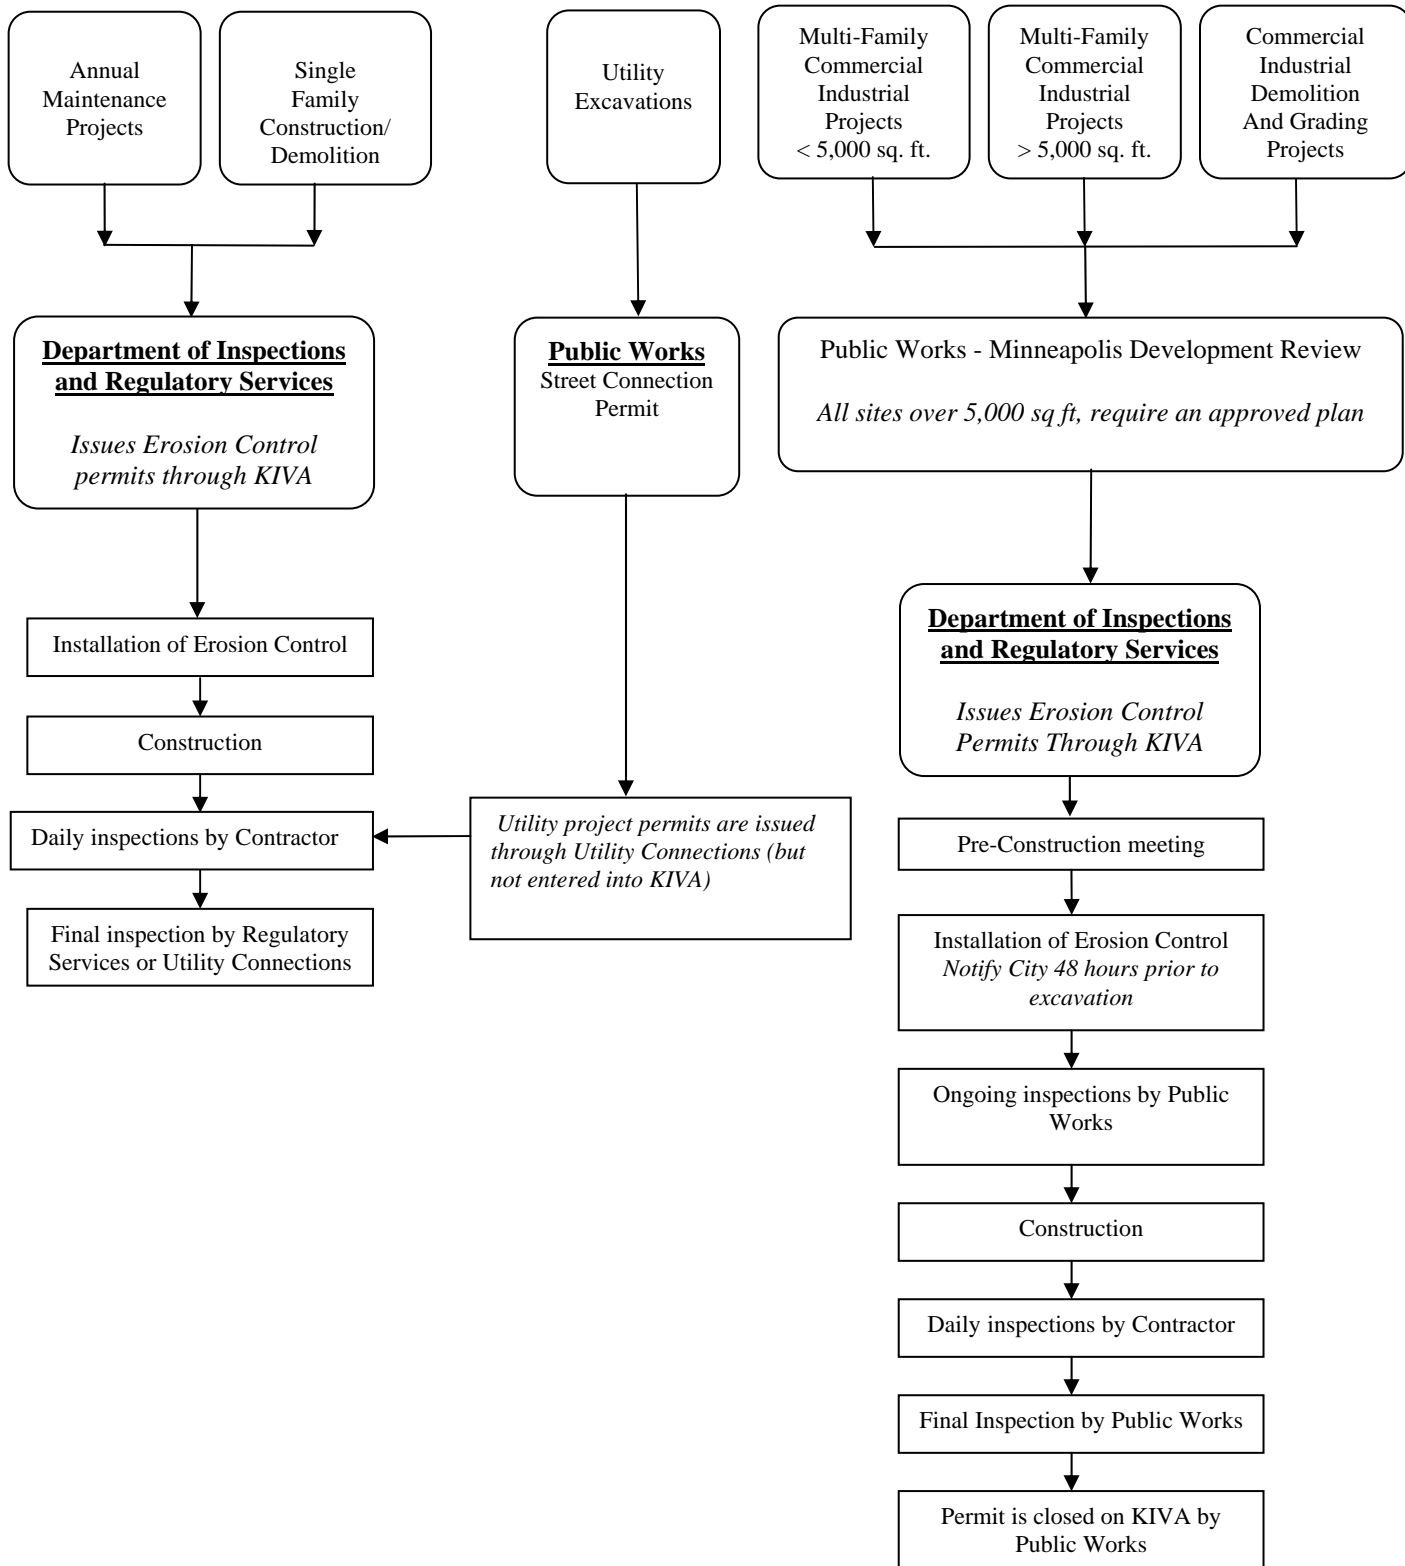 Annual
Maintenance
Projects
Single
Family
Construction/
Demolition
Utility
Excavations
Multi-Family
Commercial
Industrial
Projects
< 5,000 sq. ft.
Multi-Family
Commercial
Industrial
Projects
> 5,000 sq. ft.
Commercial
Industrial
Demolition
And Grading
Projects
Department of Inspections
and Regulatory Services
Issues Erosion Control
permits through KIVA
Public Works
Street Connection
Permit
Public Works - Minneapolis Development Review
All sites over 5,000 sq ft, require an approved plan
Installation of Erosion Control
Construction
Daily inspections by Contractor
Final inspection by Regulatory
Services or Utility Connections
Utility project permits are issued
through Utility Connections (but
not entered into KIVA)
Department of Inspections
and Regulatory Services
Issues Erosion Control
Permits Through KIVA
Pre-Construction meeting
Installation of Erosion Control
Notify City 48 hours prior to
excavation
Ongoing inspections by Public
Works
Construction
Daily inspections by Contractor
Final Inspection by Public Works
Permit is closed on KIVA by
Public Works